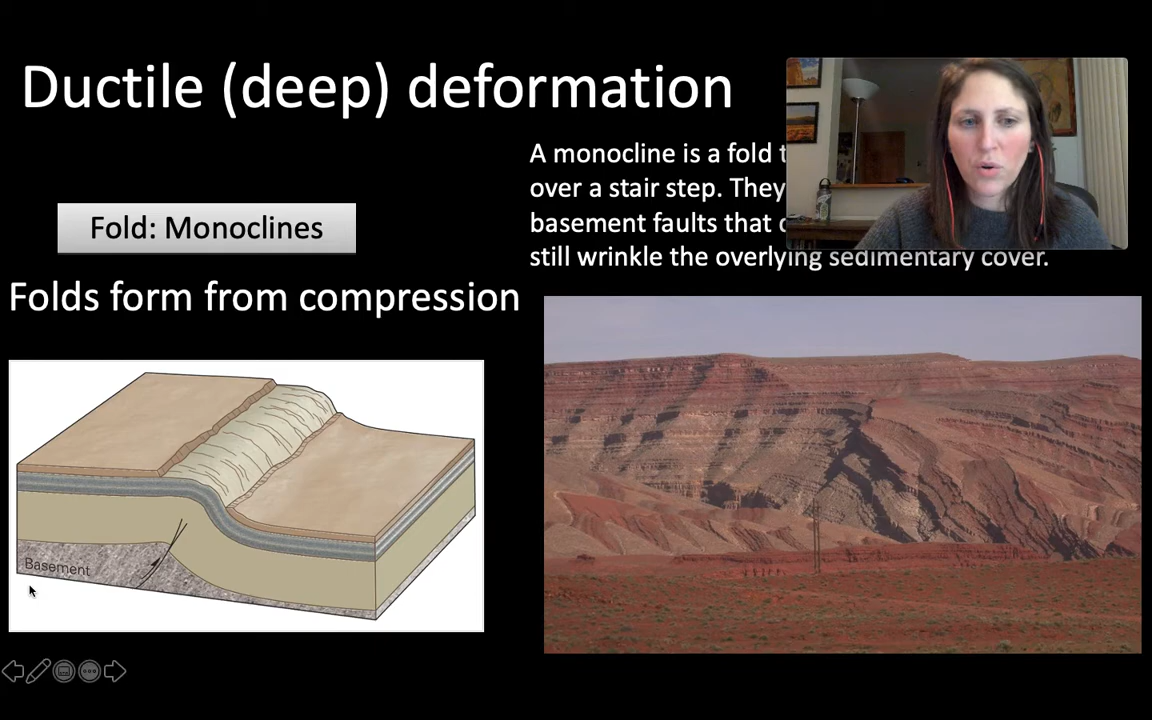 Ductile (deep) deformation
A monocline is a fold
over a stair step. They
Fold: Monoclines
basement faults that
still wrinkle the overlying sedimentary cover.
Folds form from compression
Basement